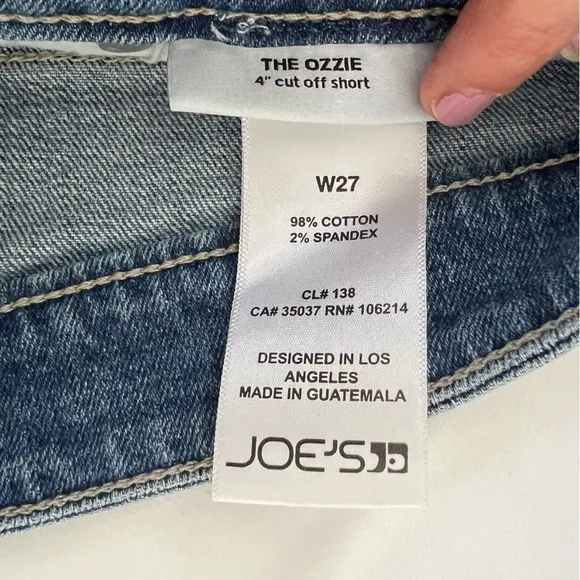 THE OZZIE
4" cut off short
W27
98% COTTON
2% SPANDEX
CL# 138
CA# 35037 RN# 106214
DESIGNED IN LOS
ANGELES
MADE IN GUATEMALA
JOE'S